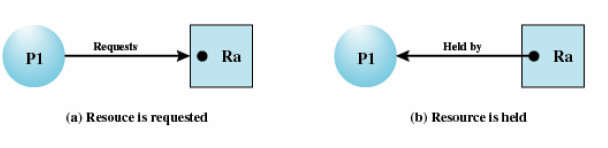 P1
Requests
Ra
P1
Held by
Ra
(a) Resouce is requested
(b) Resource is held